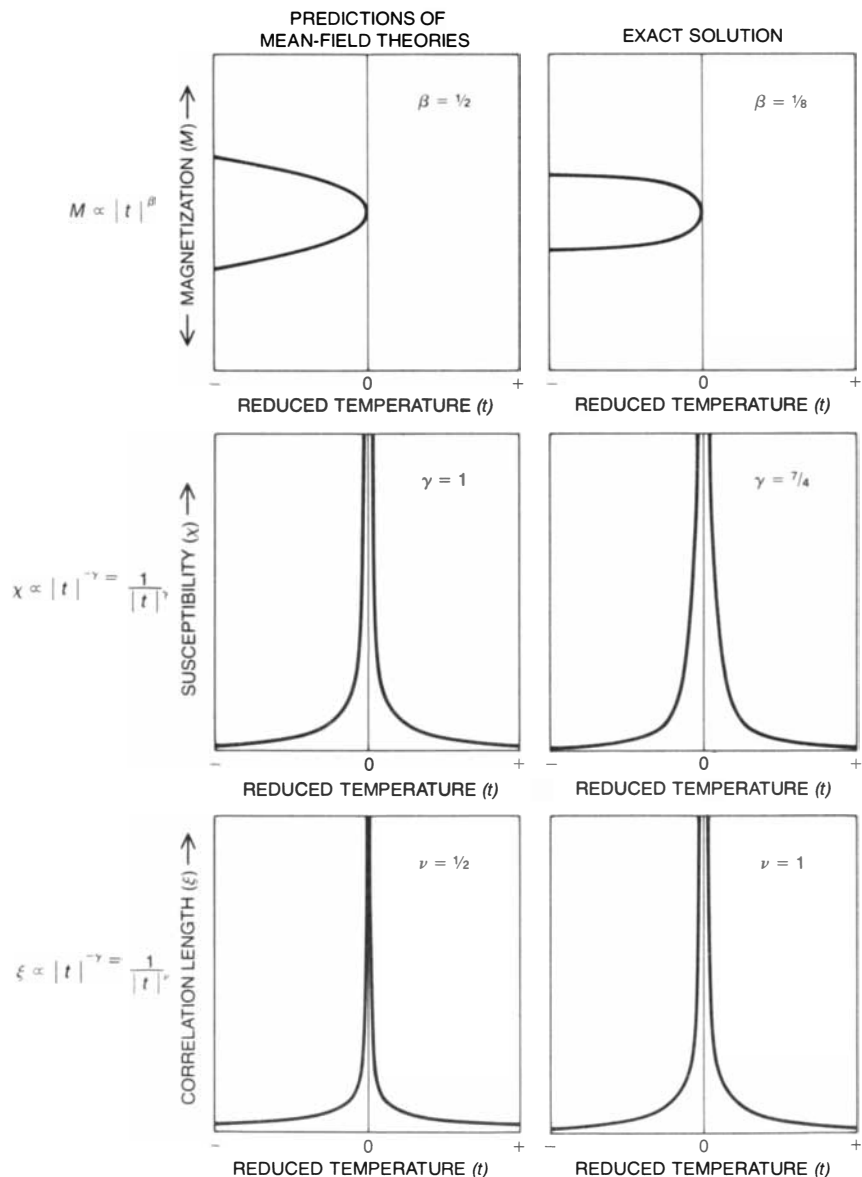 PREDICTIONS OF
MEAN-FIELD THEORIES
EXACT SOLUTION
M ∝ | t |^β
← MAGNETIZATION (M) →
β = ½
β = ⅛
− 0 +
REDUCED TEMPERATURE (t)
− 0 +
REDUCED TEMPERATURE (t)
χ ∝ | t |^−γ = 1 / | t |^γ
SUSCEPTIBILITY (χ) →
γ = 1
γ = 7/4
− 0 +
REDUCED TEMPERATURE (t)
− 0 +
REDUCED TEMPERATURE (t)
ξ ∝ | t |^−γ = 1 / | t |^ν
CORRELATION LENGTH (ξ) →
ν = ½
ν = 1
− 0 +
REDUCED TEMPERATURE (t)
− 0 +
REDUCED TEMPERATURE (t)